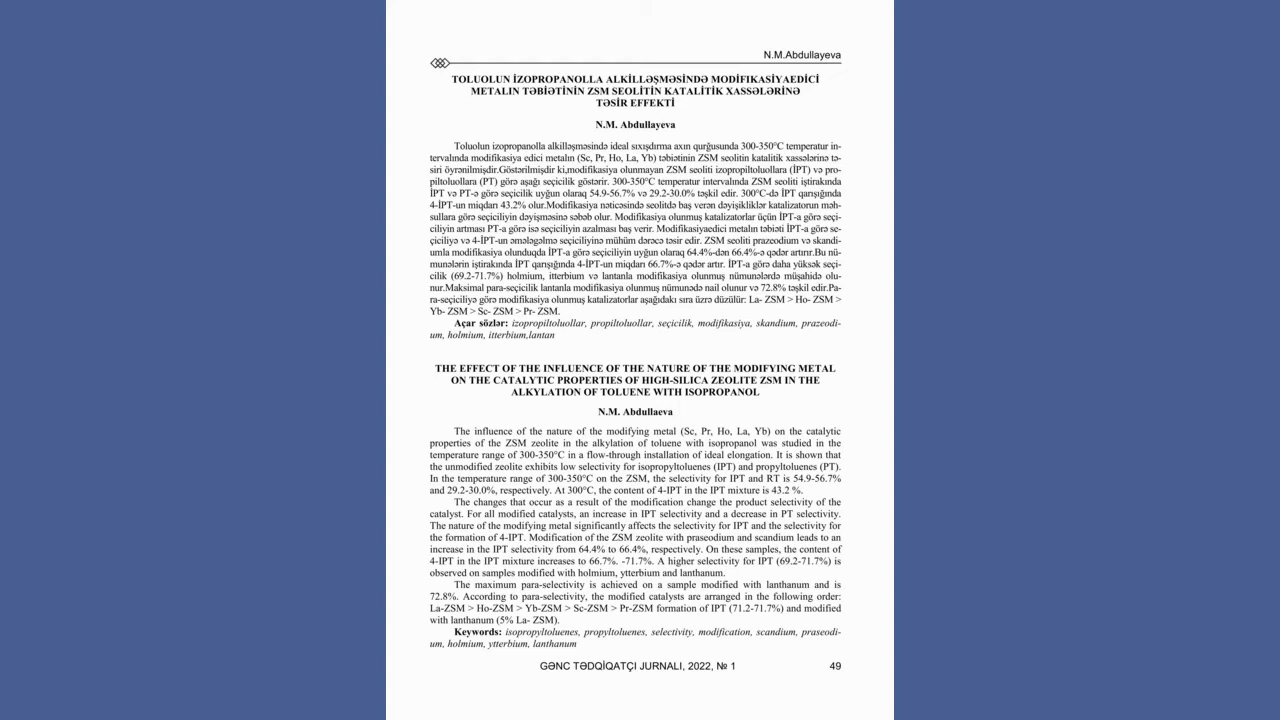 N.M.Abdullayeva
TOLUOLUN İZOPROPANOLLA ALKİLLƏŞMƏSİNDƏ MODİFIKASİYAEDİCİ
METALIN TƏBİƏTİNİN ZSM SEOLİTİN KATALİTİK XASSƏLƏRİNƏ
TƏSİR EFFEKTİ
N.M. Abdullayeva
Toluolun izopropanolla alkilləşməsində ideal sıxışdırma axın qurğusunda 300-350°C temperatur in-
tervalında modifikasiya edici metalın (Sc, Pr, Ho, La, Yb) təbiətinin ZSM seolitin katalitik xassələrinə tə-
siri öyrənilmişdir.Göstərilmişdir ki,modifikasiya olunmayan ZSM seoliti izopropiltoluollara (İPT) və pro-
piltoluollara (PT) görə aşağı seçicilik göstərir. 300-350°C temperatur intervalında ZSM seoliti iştirakında
İPT və PT-ə görə seçicilik uyğun olaraq 54.9-56.7% və 29.2-30.0% təşkil edir. 300°C-də İPT qarışığında
4-İPT-un miqdarı 43.2% olur.Modifikasiya nəticəsində seolitdə baş verən dəyişikliklər katalizatorun məh-
sullara görə seçiciliyin dəyişməsinə səbəb olur. Modifikasiya olunmuş katalizatorlar üçün İPT-a görə seçi-
ciliyin artması PT-a görə isə seçiciliyin azalması baş verir. Modifikasiyaedici metalın təbiəti İPT-a görə se-
çiciliyə və 4-İPT-un əmələgəlmə seçiciliyinə mühüm dərəcə təsir edir. ZSM seoliti prazeodium və skandi-
umla modifikasiya olunduqda İPT-a görə seçiciliyin uyğun olaraq 64.4%-dən 66.4%-ə qədər artırır.Bu nü-
munələrin iştirakında İPT qarışığında 4-İPT-un miqdarı 66.7%-ə qədər artır. İPT-a görə daha yüksək seçi-
cilik (69.2-71.7%) holmium, itterbium və lantanla modifikasiya olunmuş nümunələrdə müşahidə olu-
nur.Maksimal para-seçicilik lantanla modifikasiya olunmuş nümunədə nail olunur və 72.8% təşkil edir.Pa-
ra-seçiciliyə görə modifikasiya olunmuş katalizatorlar aşağıdakı sıra üzrə düzülür: La- ZSM > Ho- ZSM >
Yb- ZSM > Sc- ZSM > Pr- ZSM.
Açar sözlər: izopropiltoluollar, propiltoluollar, seçicilik, modifikasiya, skandium, prazeodi-
um, holmium, itterbium,lantan
THE EFFECT OF THE INFLUENCE OF THE NATURE OF THE MODIFYING METAL
ON THE CATALYTIC PROPERTIES OF HIGH-SILICA ZEOLITE ZSM IN THE
ALKYLATION OF TOLUENE WITH ISOPROPANOL
N.M. Abdullaeva
The influence of the nature of the modifying metal (Sc, Pr, Ho, La, Yb) on the catalytic
properties of the ZSM zeolite in the alkylation of toluene with isopropanol was studied in the
temperature range of 300-350°C in a flow-through installation of ideal elongation. It is shown that
the unmodified zeolite exhibits low selectivity for isopropyltoluenes (IPT) and propyltoluenes (PT).
In the temperature range of 300-350°C on the ZSM, the selectivity for IPT and RT is 54.9-56.7%
and 29.2-30.0%, respectively. At 300°C, the content of 4-IPT in the IPT mixture is 43.2 %.
The changes that occur as a result of the modification change the product selectivity of the
catalyst. For all modified catalysts, an increase in IPT selectivity and a decrease in PT selectivity.
The nature of the modifying metal significantly affects the selectivity for IPT and the selectivity for
the formation of 4-IPT. Modification of the ZSM zeolite with praseodium and scandium leads to an
increase in the IPT selectivity from 64.4% to 66.4%, respectively. On these samples, the content of
4-IPT in the IPT mixture increases to 66.7%. -71.7%. A higher selectivity for IPT (69.2-71.7%) is
observed on samples modified with holmium, ytterbium and lanthanum.
The maximum para-selectivity is achieved on a sample modified with lanthanum and is
72.8%. According to para-selectivity, the modified catalysts are arranged in the following order:
La-ZSM > Ho-ZSM > Yb-ZSM > Sc-ZSM > Pr-ZSM formation of IPT (71.2-71.7%) and modified
with lanthanum (5% La- ZSM).
Keywords: isopropyltoluenes, propyltoluenes, selectivity, modification, scandium, praseodi-
um, holmium, ytterbium, lanthanum
GƏNC TƏDQİQATÇI JURNALI, 2022, № 1 49